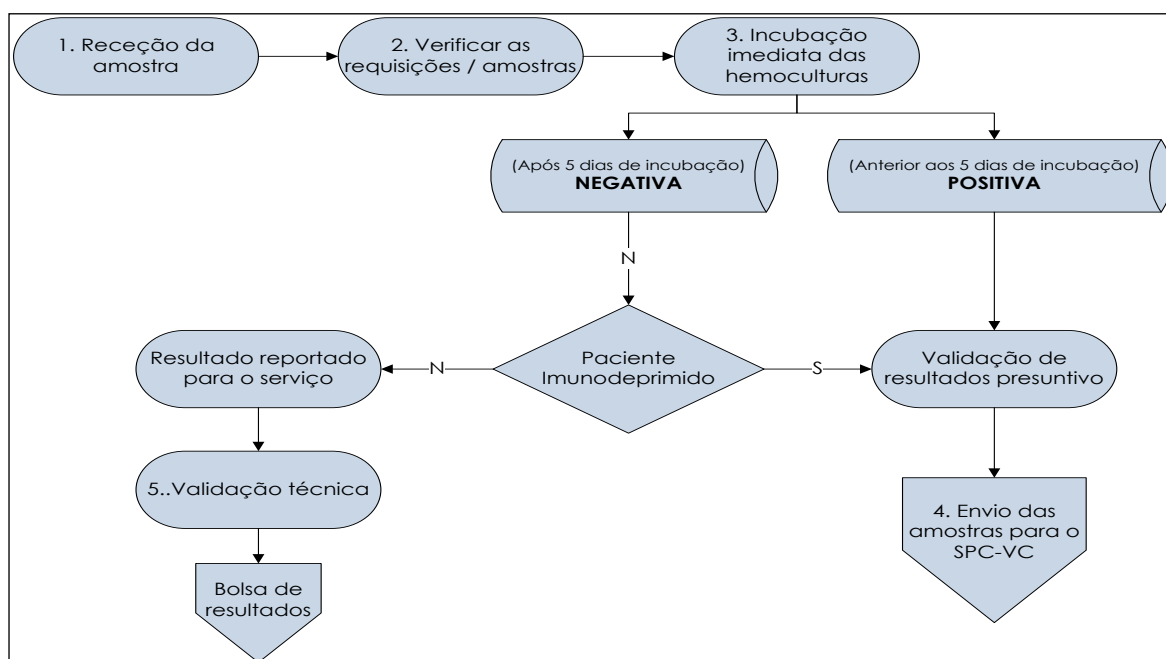 1. Receção da
amostra
2. Verificar as
requisições / amostras
3. Incubação
imediata das
hemoculturas
(Após 5 dias de incubação)
NEGATIVA
(Anterior aos 5 dias de incubação)
POSITIVA
N
Resultado reportado
para o serviço
N
Paciente
Imunodeprimido
S
Validação de
resultados presuntivo
5..Validação técnica
4. Envio das
amostras para o
SPC-VC
Bolsa de
resultados